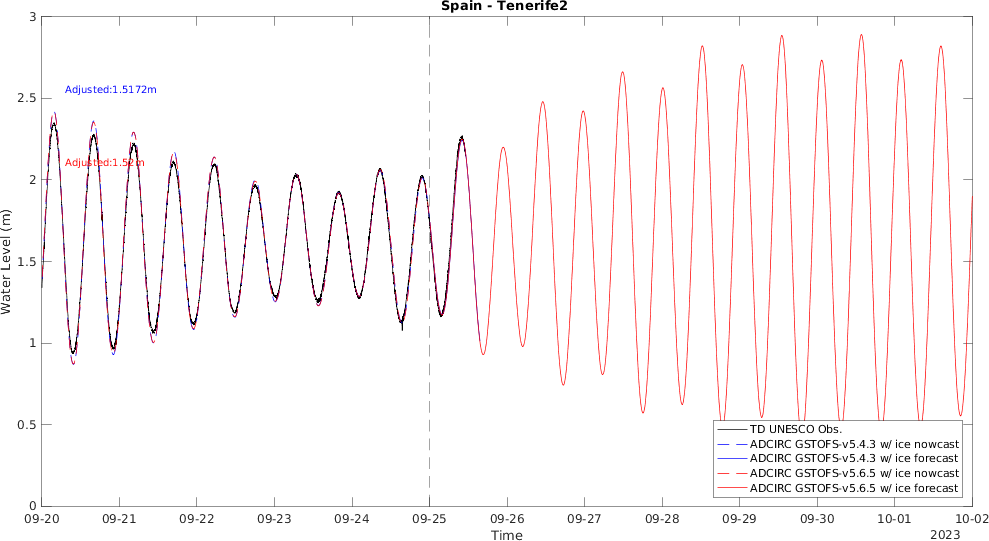 Spain - Tenerife2
3
2.5
2
1.5
1
0.5
0
Water Level (m)
Adjusted:1.5172m
Adjusted:1.52m
TD UNESCO Obs.
ADCIRC GSTOFS-v5.4.3 w/ ice nowcast
ADCIRC GSTOFS-v5.4.3 w/ ice forecast
ADCIRC GSTOFS-v5.6.5 w/ ice nowcast
ADCIRC GSTOFS-v5.6.5 w/ ice forecast
09-20 09-21 09-22 09-23 09-24 09-25 09-26 09-27 09-28 09-29 09-30 10-01 10-02
Time
2023